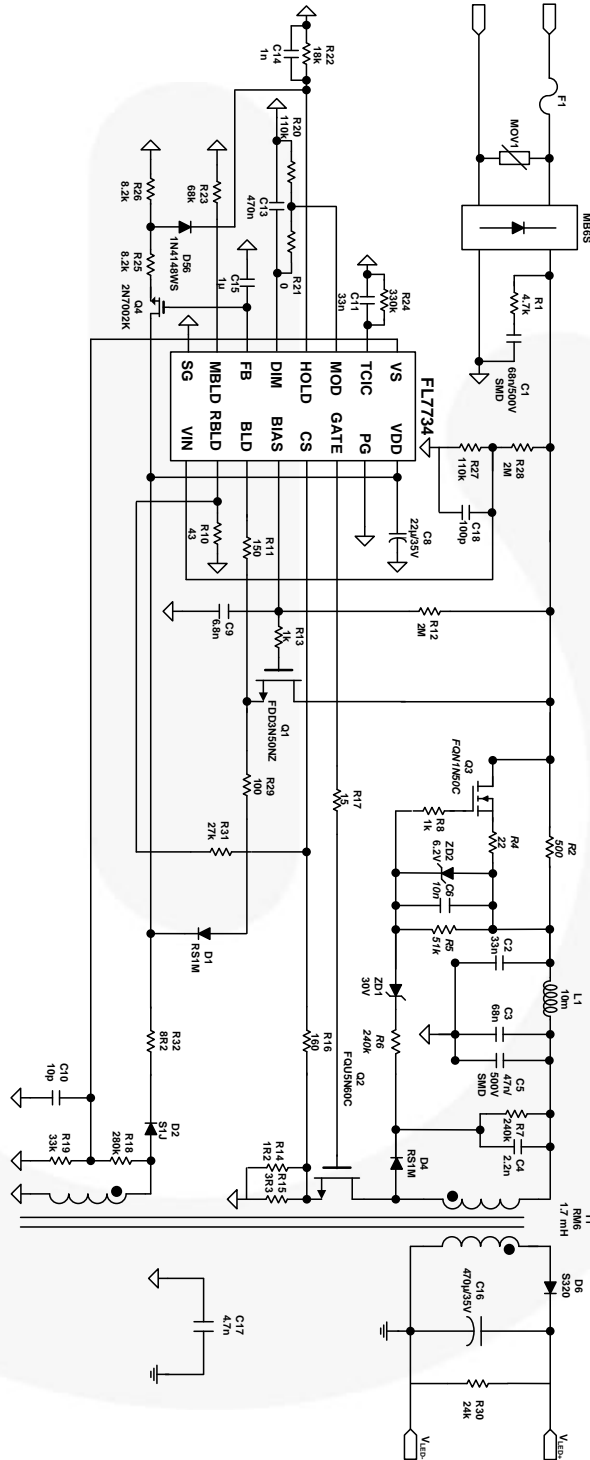 F1
MOV1
MB6S
R1
4.7k
C1
68n/500V
SMD
R28
2M
R27
110k
C18
100p
R12
2M
Q3
FQN1N50C
R4
22
R2
500
R8
1k
ZD2
6.2V
C6
10n
R5
51k
C2
33n
L1
10m
C3
68n
C5
47n/
500V
SMD
R7
240k
C4
2.2n
ZD1
30V
R6
240k
D4
RS1M
RM6
1.7 mH
D6
S320
C16
470µ/35V
R30
24k
VLED+
VLED-
R22
18k
C14
1n
R20
110k
C13
470n
R21
0
R24
330k
C11
33n
FL7734
VS
TCIC
MOD
HOLD
DIM
FB
MBLD
SG
VDD
PG
GATE
CS
BIAS
BLD
RBLD
VIN
C8
22µ/35V
R23
68k
R26
8.2k
D56
1N4148WS
R25
8.2k
Q4
2N7002K
C15
1µ
R10
43
R11
150
C9
6.8n
R13
1k
Q1
FDD3N50NZ
R17
15
R29
100
R31
27k
D1
RS1M
R16
160
Q2
FQU5N60C
R14
1R2
R15
3R3
R32
8R2
D2
S1J
C10
10p
R19
33k
R18
280k
C17
4.7n